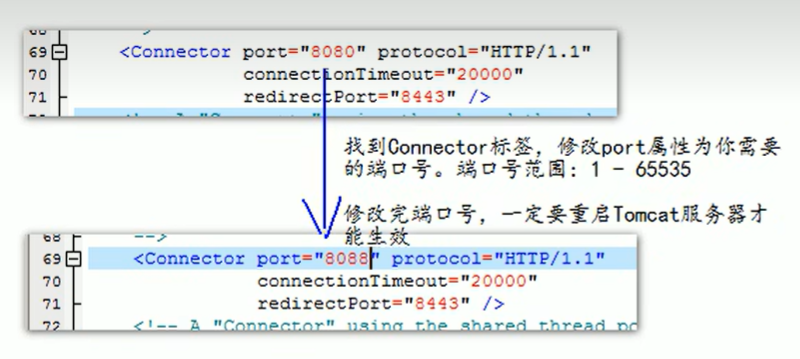 69 <Connector port="8080" protocol="HTTP/1.1"
70 connectionTimeout="20000"
71 redirectPort="8443" />
找到Connector标签，修改port属性为你需要
的端口号。端口号范围：1 - 65535
修改完端口号，一定要重启Tomcat服务器才
能生效
68 -->
69 <Connector port="8088" protocol="HTTP/1.1"
70 connectionTimeout="20000"
71 redirectPort="8443" />
72 <!-- A "Connector" using the shared thread po